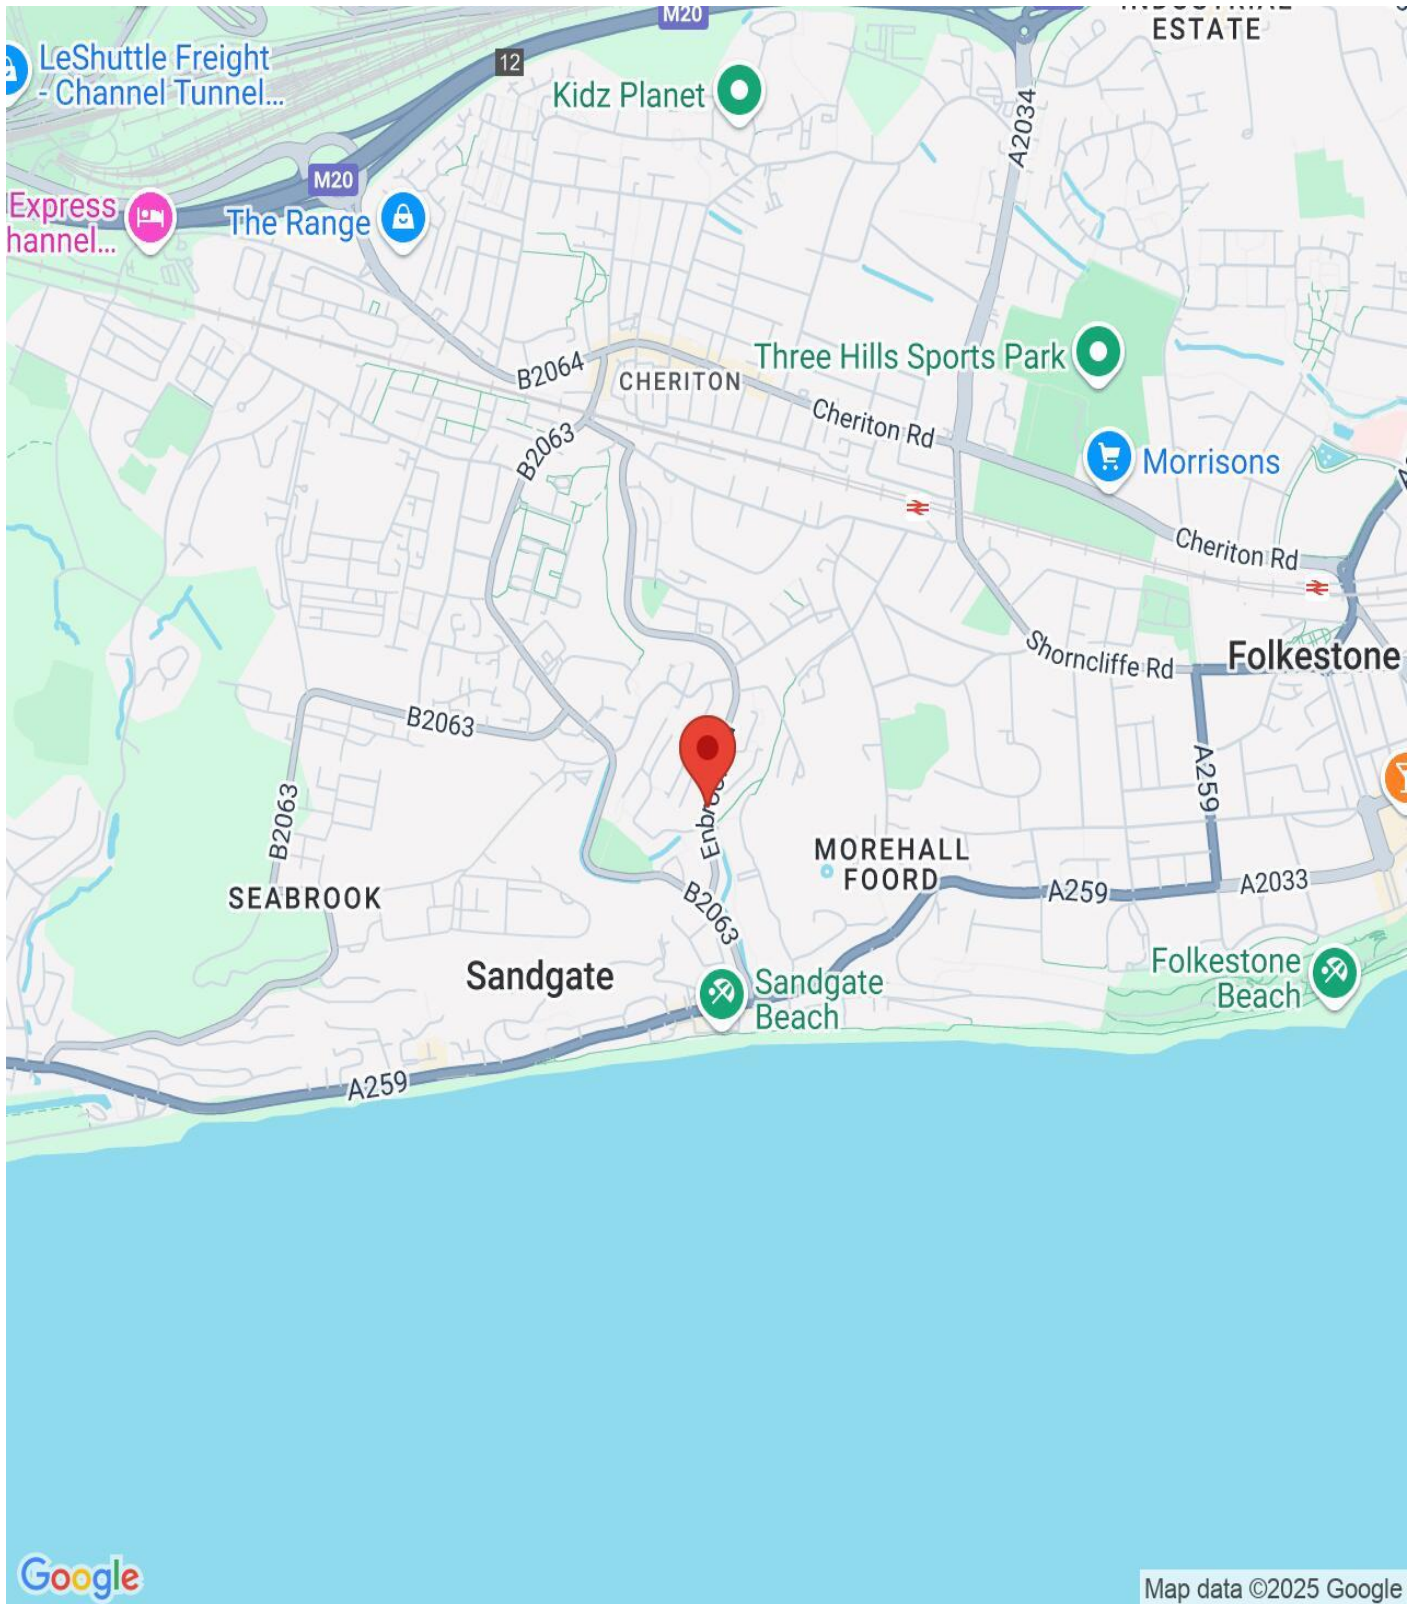 M20
INDUSTRIAL
ESTATE
LeShuttle Freight
- Channel Tunnel...
12
Kidz Planet
A2034
M20
Express
hannel...
The Range
B2064
CHERITON
Three Hills Sports Park
Cheriton Rd
B2063
Morrisons
Cheriton Rd
Shorncliffe Rd
Folkestone
B2063
A259
B2063
MOREHALL
FOORD
SEABROOK
A259
A2033
B2063
Sandgate
Sandgate
Beach
Folkestone
Beach
A259
Google
Map data ©2025 Google